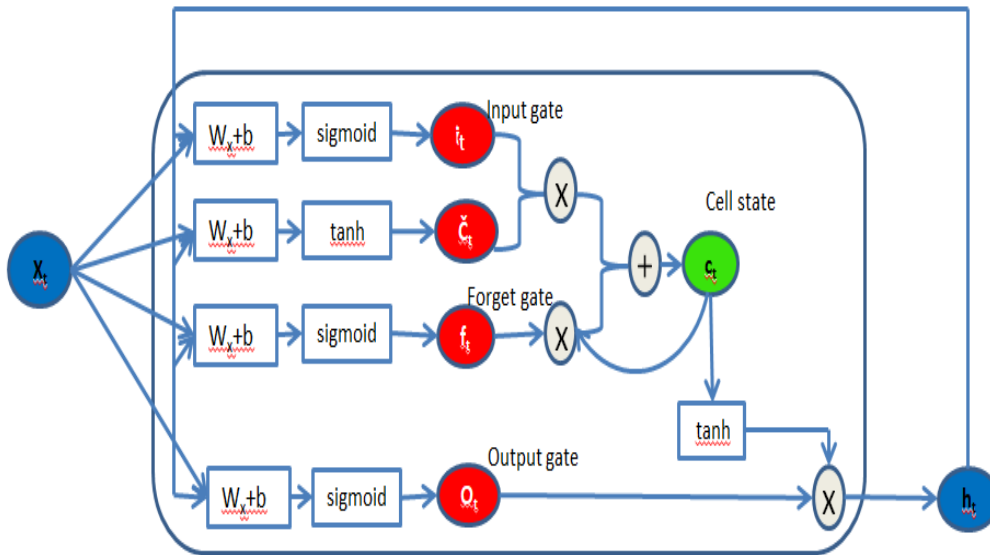 Input gate
Wx+b
sigmoid
it
X
Cell state
Wx+b
tanh
Čt
Xt
+
ct
Forget gate
Wx+b
sigmoid
ft
X
tanh
Output gate
Wx+b
sigmoid
Ot
X
ht